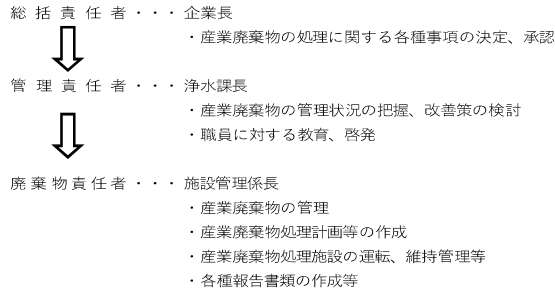 総括責任者・・・企業長
・産業廃棄物の処理に関する各種事項の決定、承認
管理責任者・・・浄水課長
・産業廃棄物の管理状況の把握、改善策の検討
・職員に対する教育、啓発
廃棄物責任者・・・施設管理係長
・産業廃棄物の管理
・産業廃棄物処理計画等の作成
・産業廃棄物処理施設の運転、維持管理等
・各種報告書類の作成等